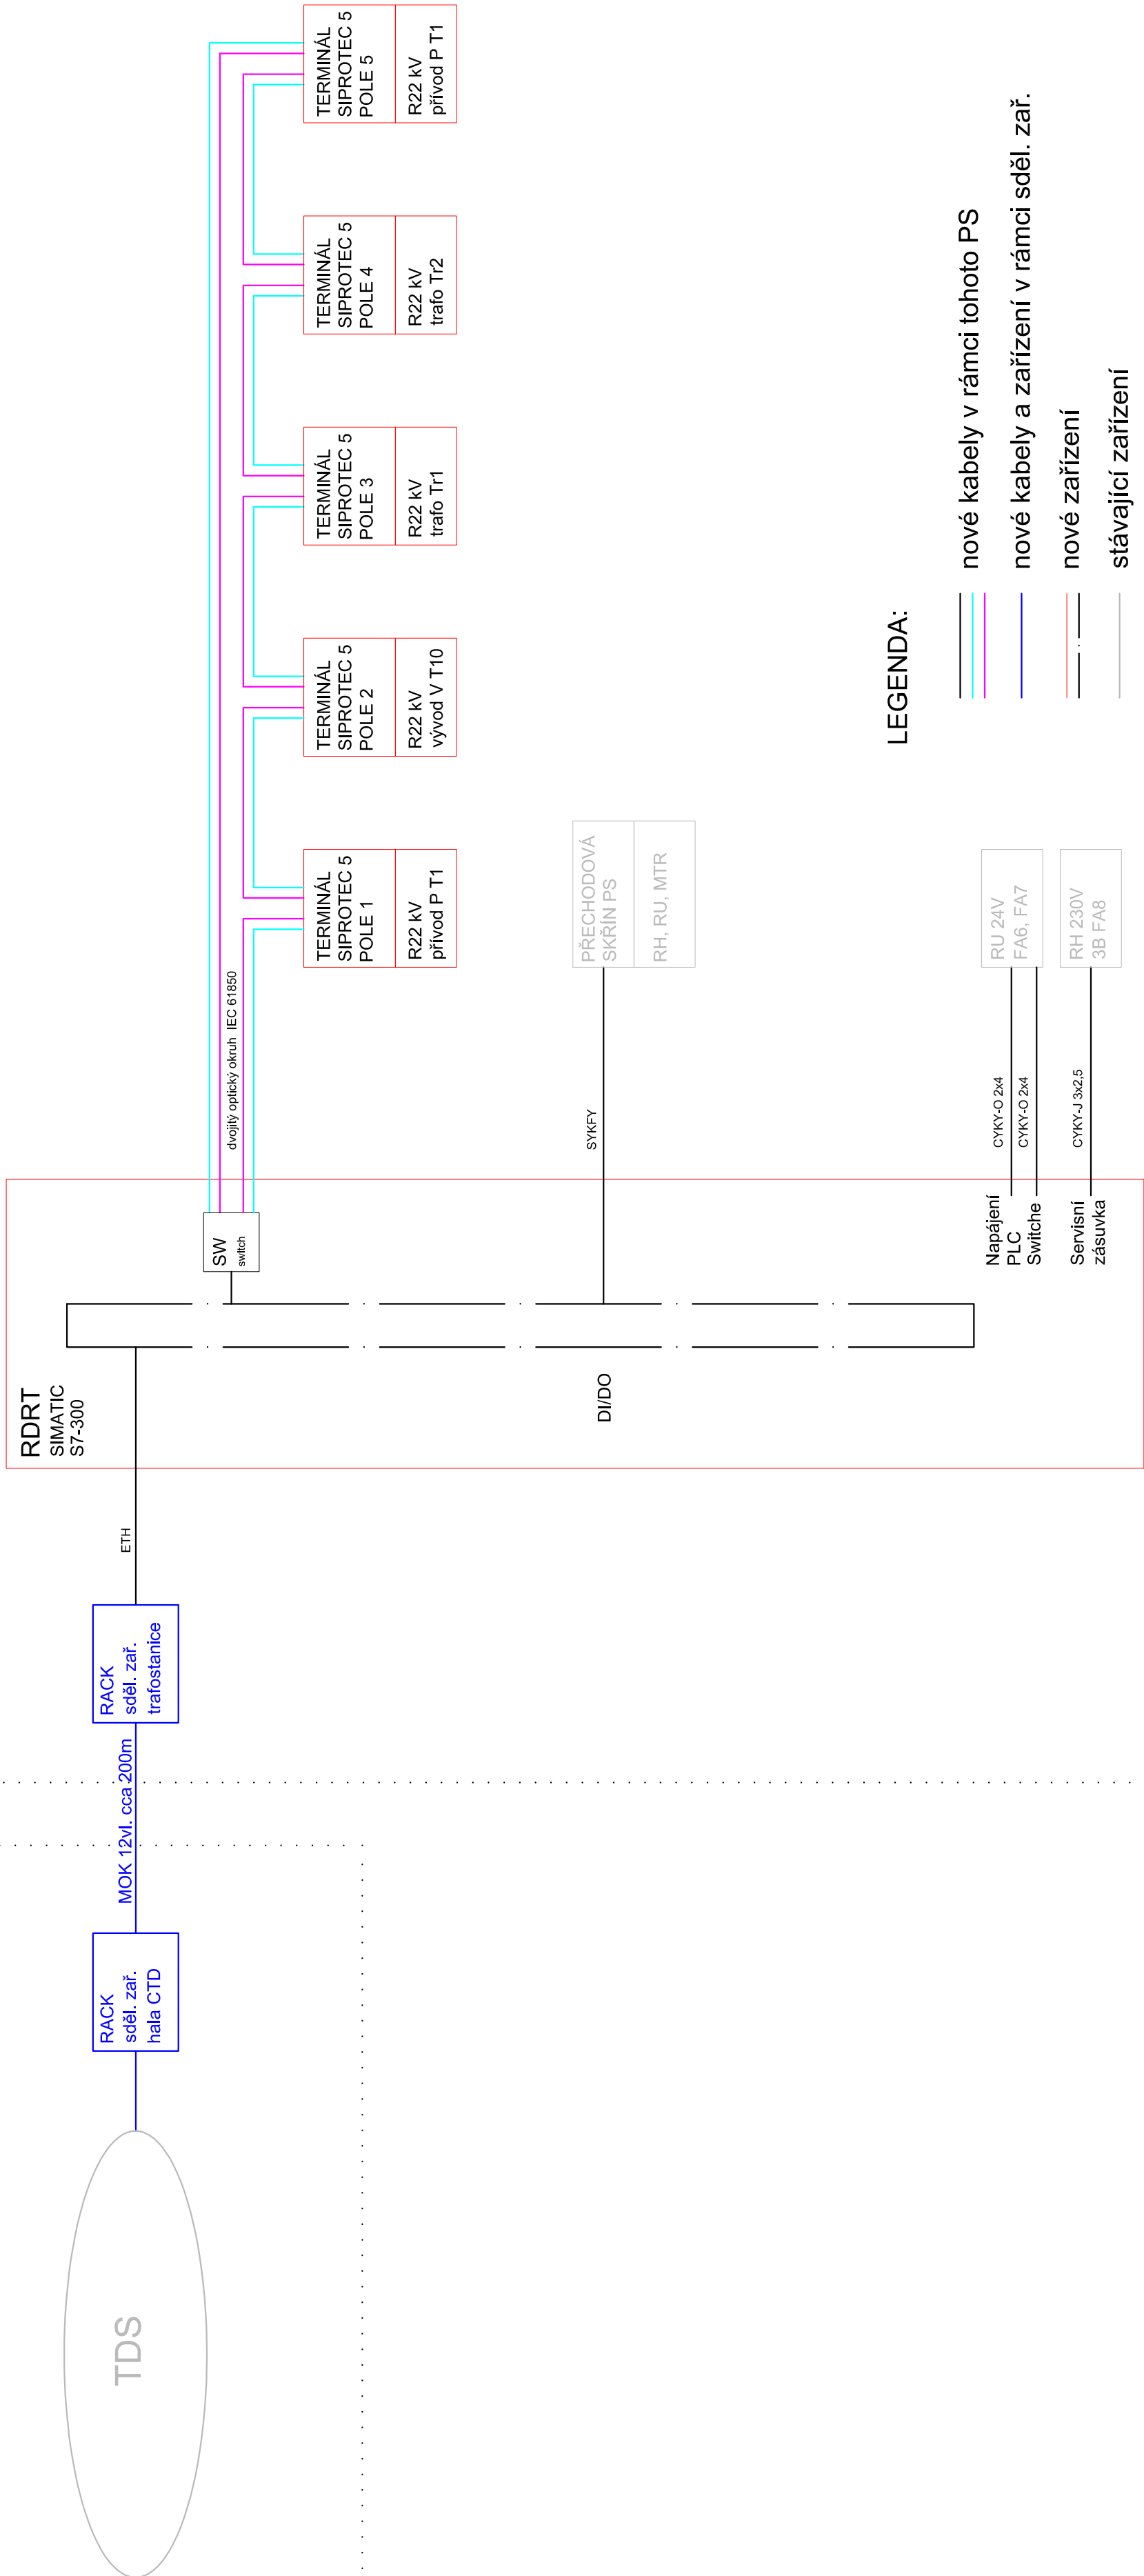 TDS
RACK
sděl. zař.
hala CTD
MOK 12vl. cca 200m
RACK
sděl. zař.
trafostanice
ETH
RDRT
SIMATIC
S7-300
DI/DO
SW
switch
dvojitý optický okruh IEC 61850
TERMINÁL
SIPROTEC 5
POLE 1
R22 kV
přívod P T1
TERMINÁL
SIPROTEC 5
POLE 2
R22 kV
vývod V T10
TERMINÁL
SIPROTEC 5
POLE 3
R22 kV
trafo Tr1
TERMINÁL
SIPROTEC 5
POLE 4
R22 kV
trafo Tr2
TERMINÁL
SIPROTEC 5
POLE 5
R22 kV
přívod P T1
SYKFY
PŘECHODOVÁ
SKŘÍN PS
RH, RU, MTR
Napájení
PLC
Switche
CYKY-O 2x4
CYKY-O 2x4
RU 24V
FA6, FA7
Servisní
zásuvka
CYKY-J 3x2,5
RH 230V
3B FA8
LEGENDA:
nové kabely v rámci tohoto PS
nové kabely a zařízení v rámci sděl. zař.
nové zařízení
stávající zařízení